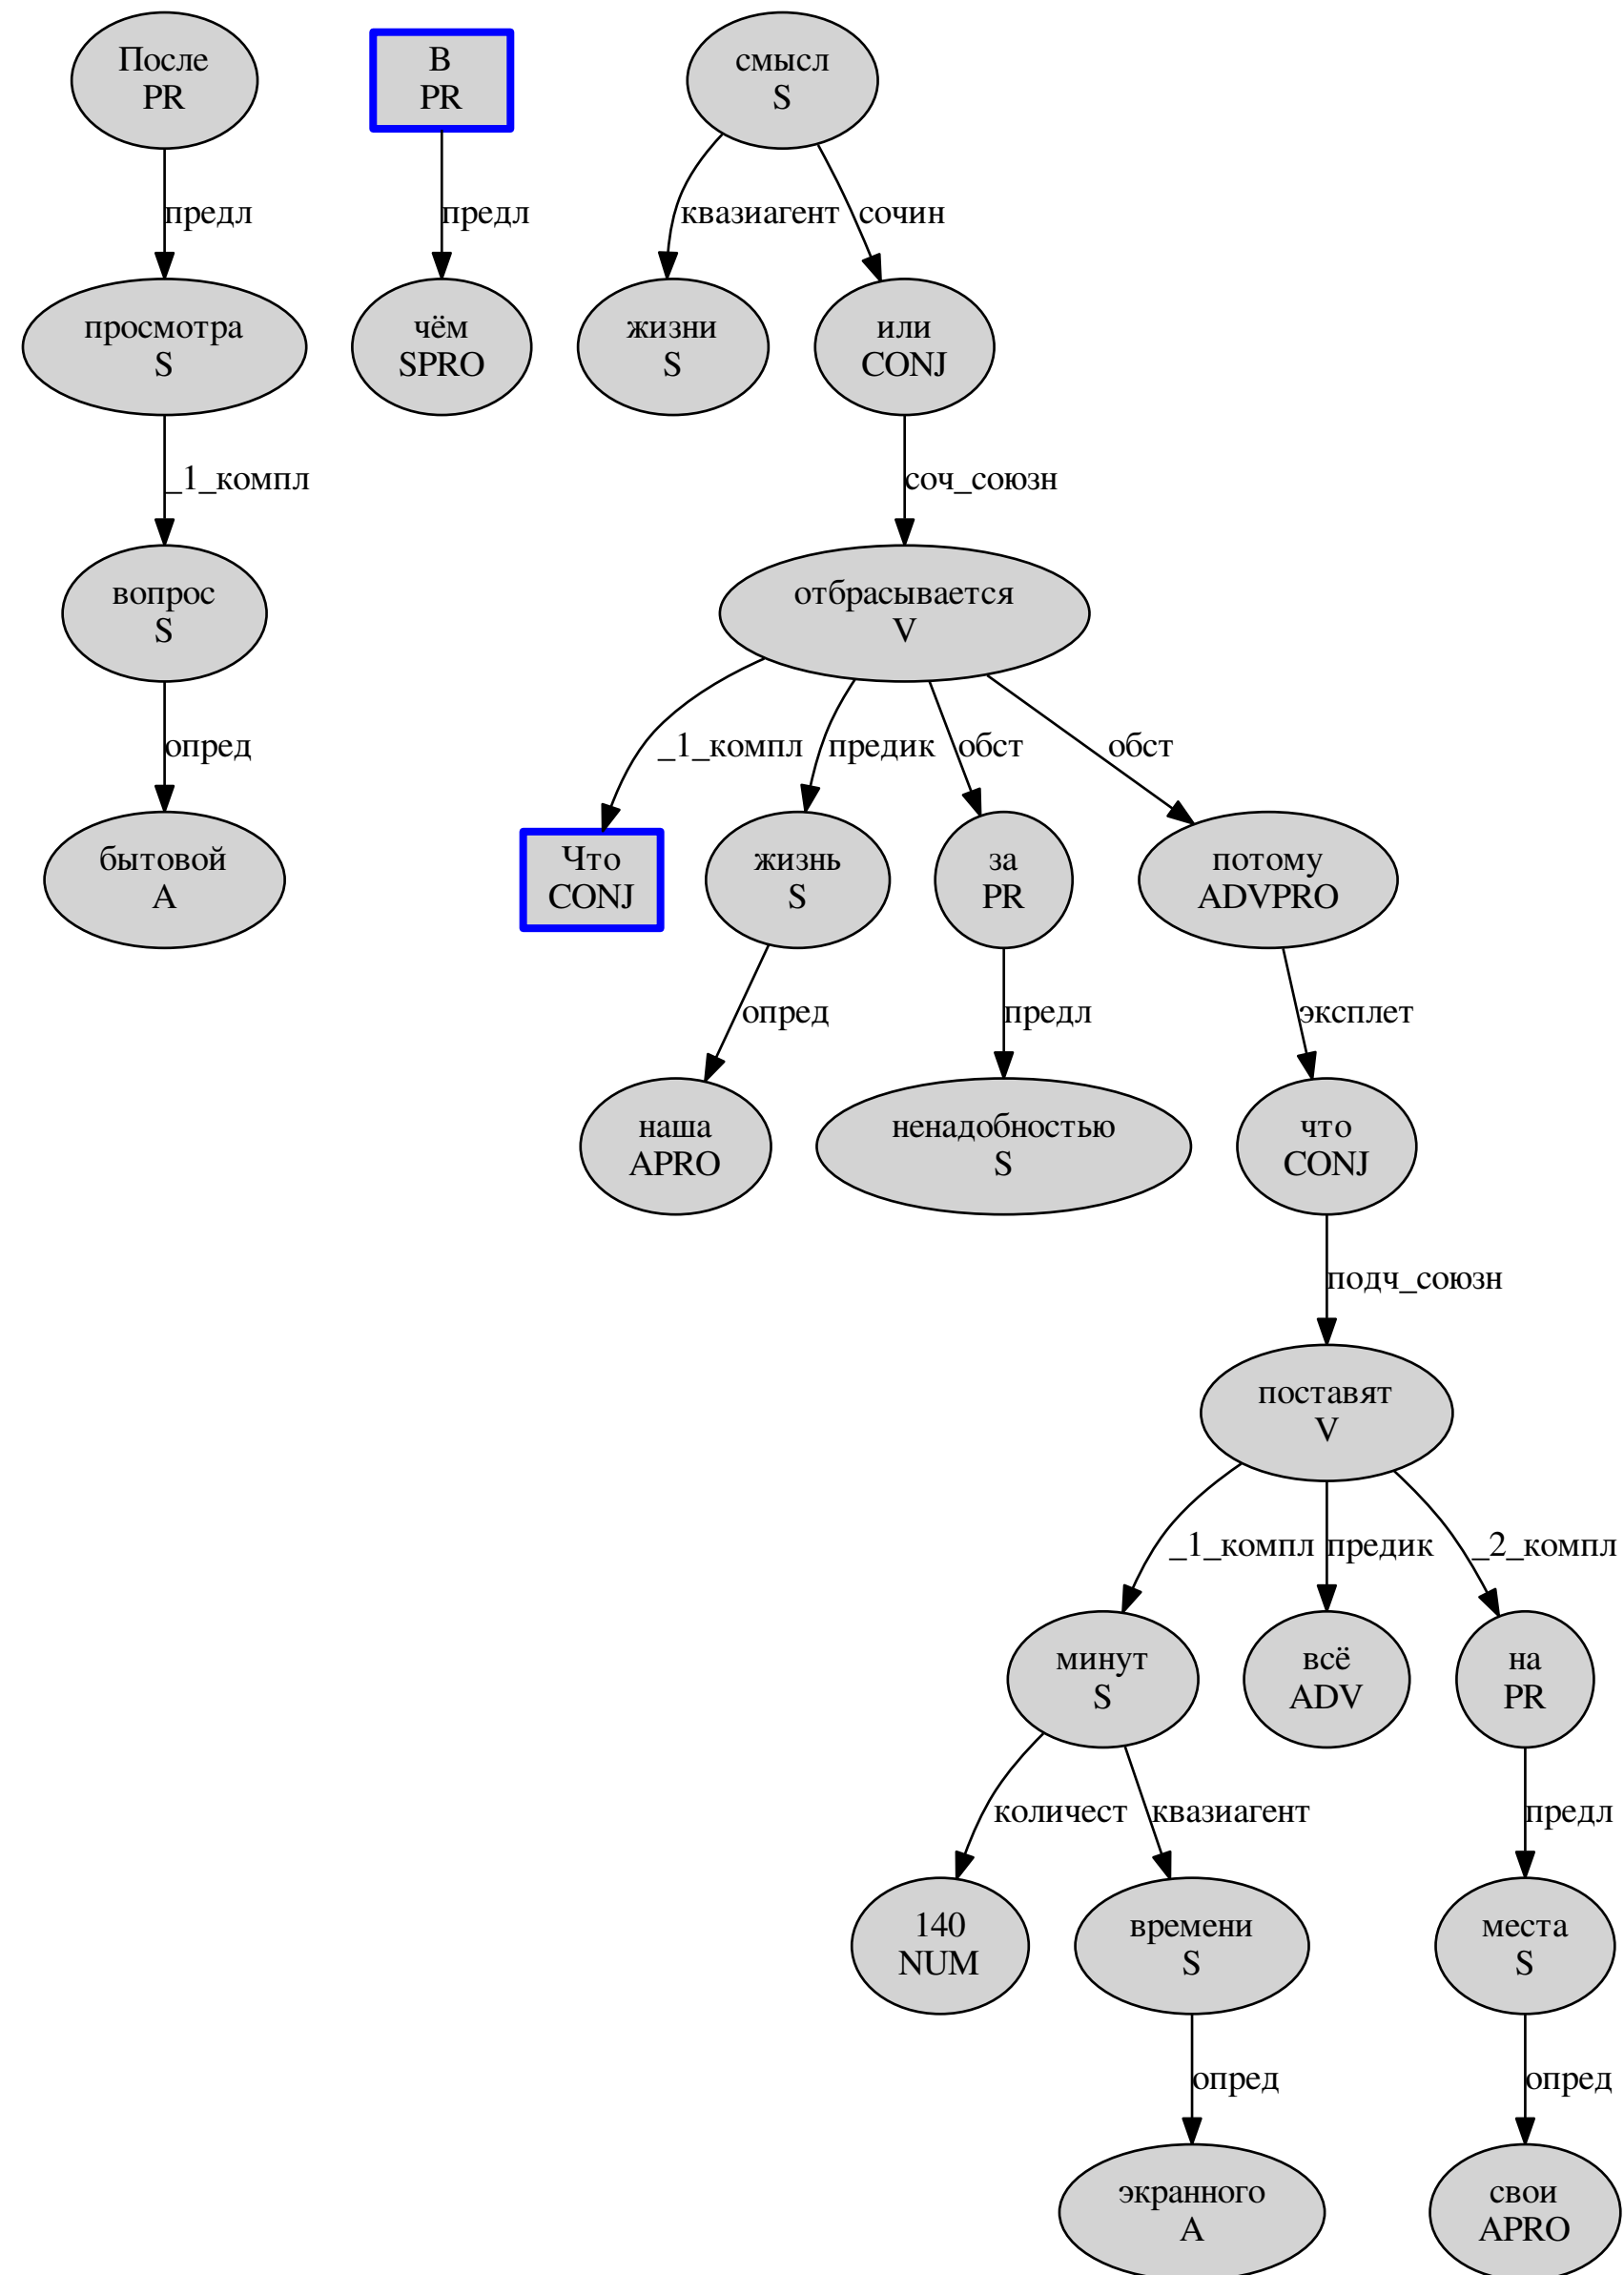 После
PR
В
PR
смысл
S
предл
предл
квазиагент
сочин
просмотра
S
чём
SPRO
жизни
S
или
CONJ
_1_компл
соч_союзн
вопрос
S
отбрасывается
V
опред
_1_компл
предик
обст
обст
бытовой
A
Что
CONJ
жизнь
S
за
PR
потому
ADVPRO
опред
предл
эксплет
наша
APRO
ненадобностью
S
что
CONJ
подч_союзн
поставят
V
_1_компл
предик
_2_компл
минут
S
всё
ADV
на
PR
количест
квазиагент
предл
140
NUM
времени
S
места
S
опред
опред
экранного
A
свои
APRO